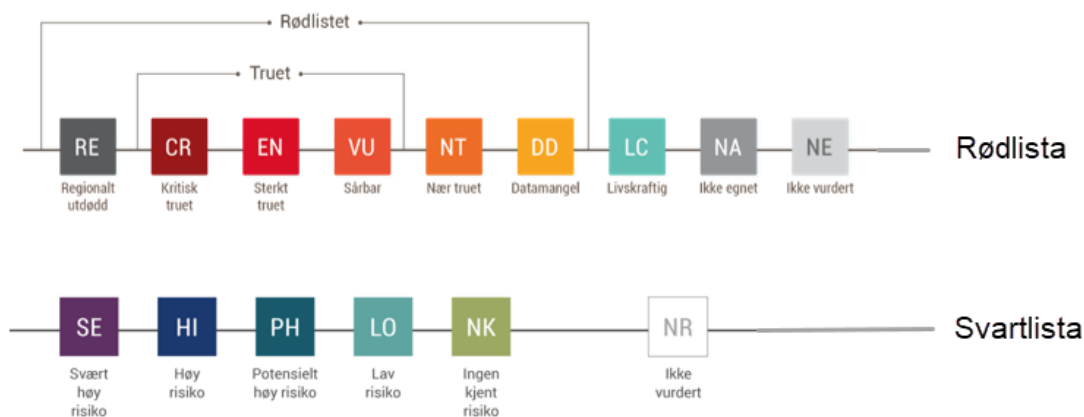 Rødlistet
Truet
RE CR EN VU NT DD LC NA NE Rødlista
Regionalt utdødd
Kritisk truet
Sterkt truet
Sårbar
Nær truet
Datamangel
Livskraftig
Ikke egnet
Ikke vurdert
SE HI PH LO NK NR Svartlista
Svært høy risiko
Høy risiko
Potensielt høy risiko
Lav risiko
Ingen kjent risiko
Ikke vurdert